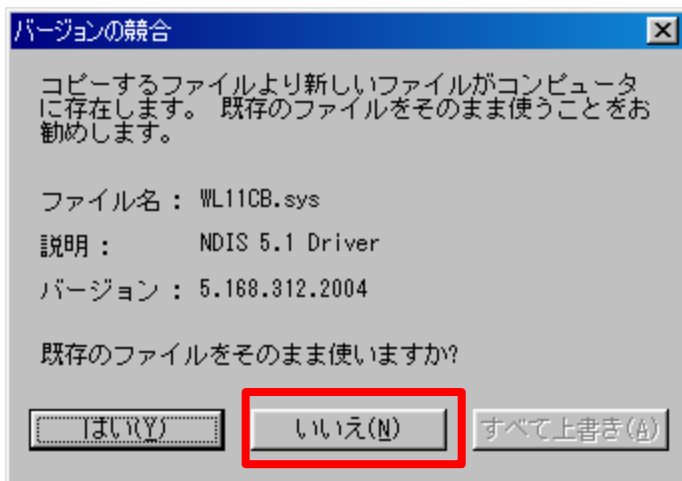 バージョンの競合
コピーするファイルより新しいファイルがコンピュータ
に存在します。 既存のファイルをそのまま使うことをお
勧めします。
ファイル名： WL11CB.sys
説明： NDIS 5.1 Driver
バージョン： 5.168.312.2004
既存のファイルをそのまま使いますか?
はい(Y) いいえ(N) すべて上書き(A)